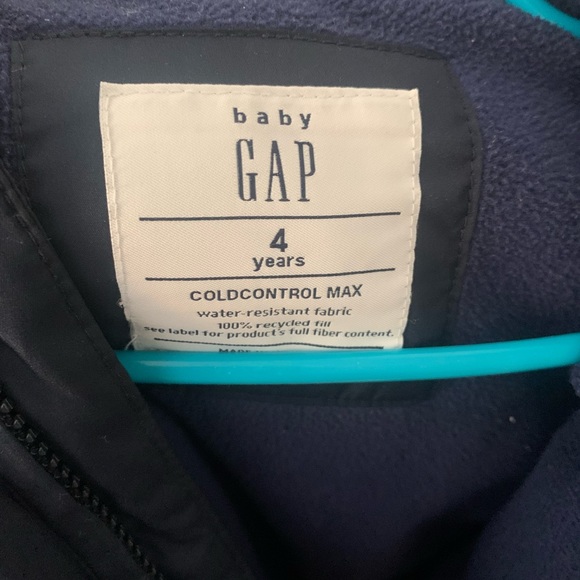 baby
GAP
4
years
COLDCONTROL MAX
water-resistant fabric
100% recycled fill
see label for product's full fiber content.
MADE